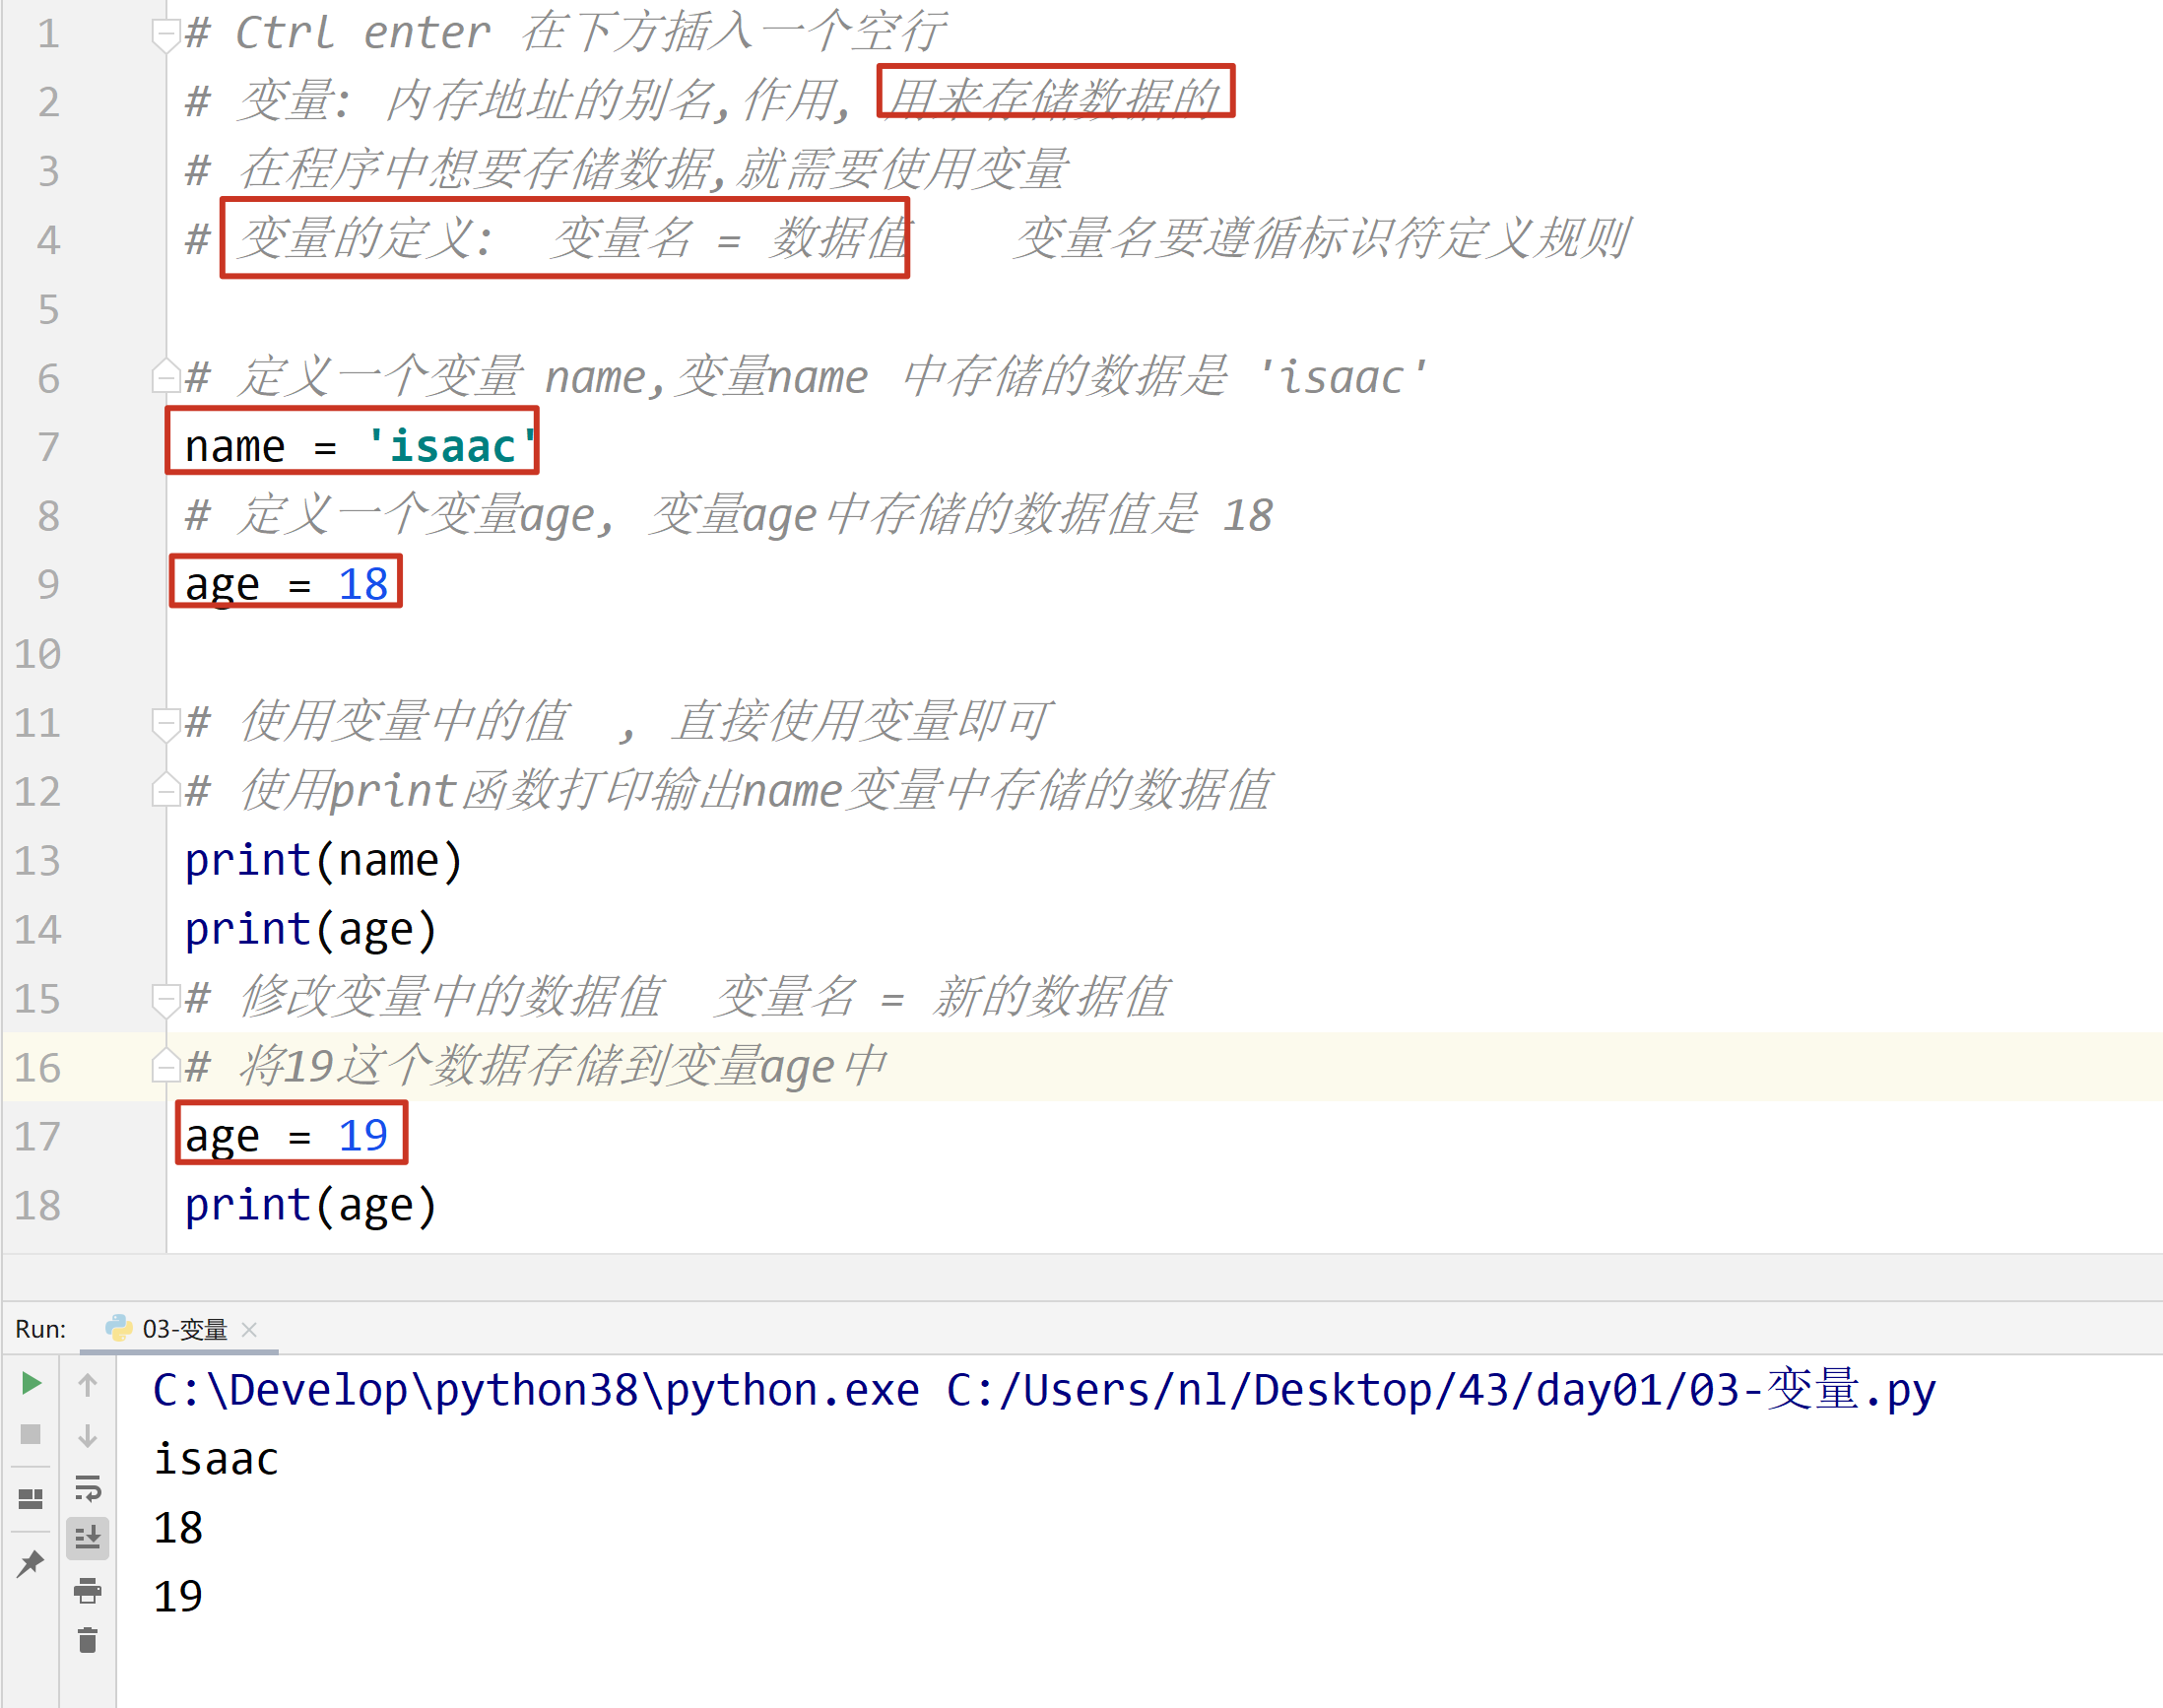 1 # Ctrl enter 在下方插入一个空行
2 # 变量: 内存地址的别名,作用, 用来存储数据的
3 # 在程序中想要存储数据,就需要使用变量
4 # 变量的定义: 变量名 = 数据值 变量名要遵循标识符定义规则
5
6 # 定义一个变量 name,变量name 中存储的数据是 'isaac'
7 name = 'isaac'
8 # 定义一个变量age, 变量age中存储的数据值是 18
9 age = 18
10
11 # 使用变量中的值 , 直接使用变量即可
12 # 使用print函数打印输出name变量中存储的数据值
13 print(name)
14 print(age)
15 # 修改变量中的数据值 变量名 = 新的数据值
16 # 将19这个数据存储到变量age中
17 age = 19
18 print(age)
Run: 03-变量
C:\Develop\python38\python.exe C:/Users/nl/Desktop/43/day01/03-变量.py
isaac
18
19